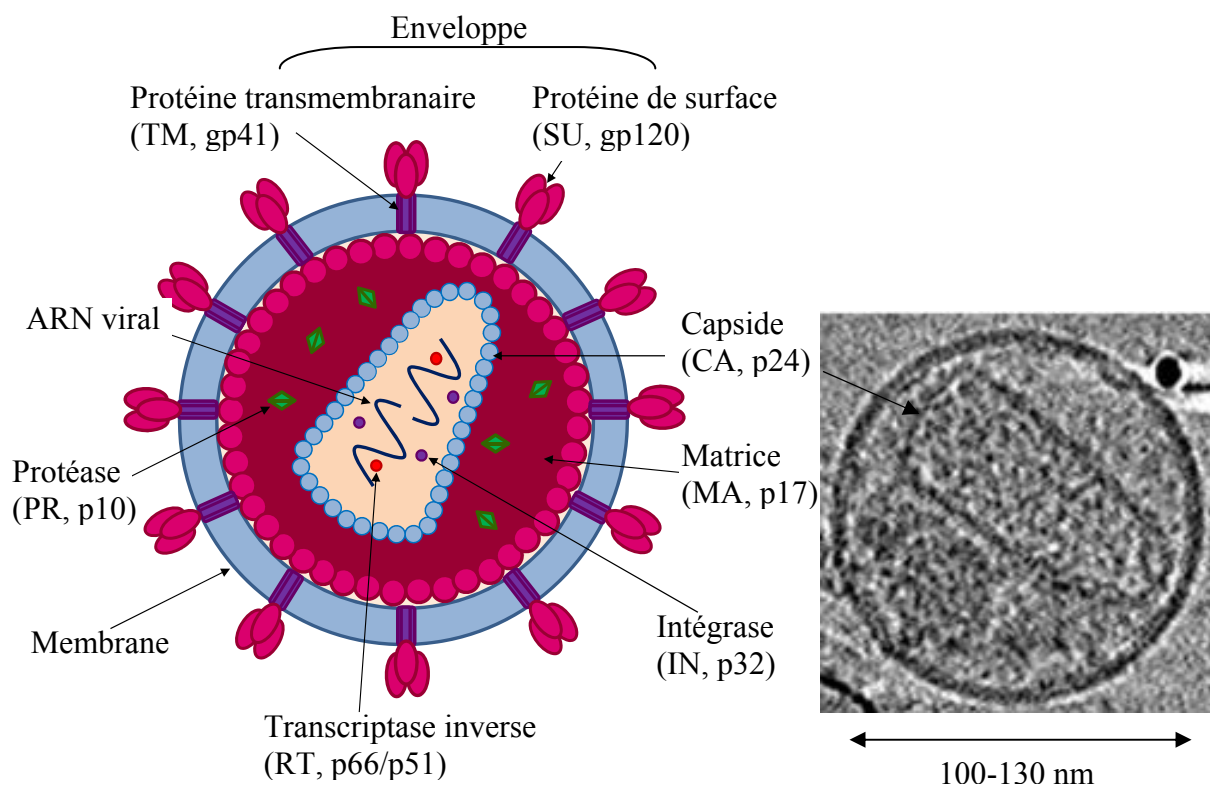 Enveloppe
Protéine transmembranaire
(TM, gp41)
Protéine de surface
(SU, gp120)
ARN viral
Capside
(CA, p24)
Protéase
(PR, p10)
Matrice
(MA, p17)
Membrane
Intégrase
(IN, p32)
Transcriptase inverse
(RT, p66/p51)
100-130 nm